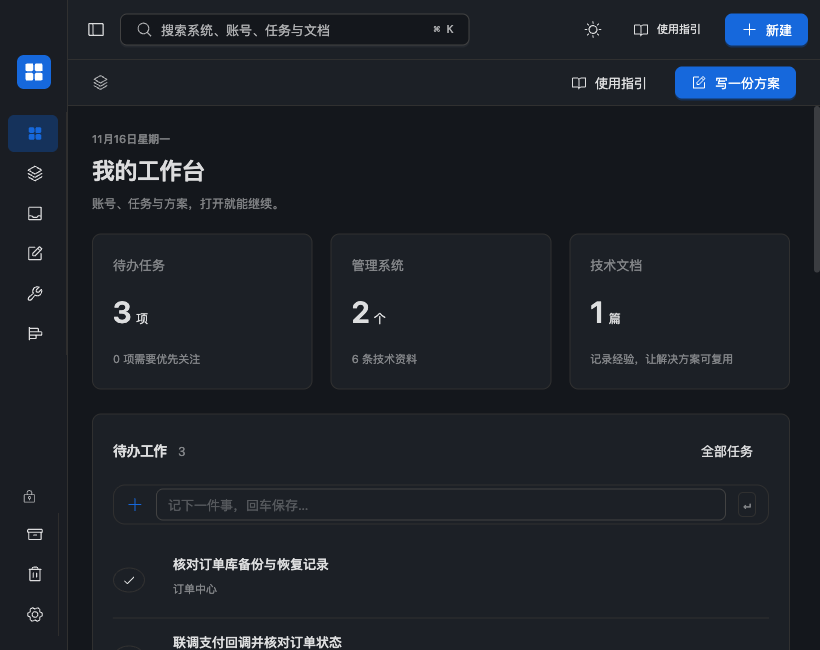 搜索系统、账号、任务与文档 ⌘ K
使用指引
新建
使用指引
写一份方案
11月16日星期一
我的工作台
账号、任务与方案，打开就能继续。
待办任务
3 项
0 项需要优先关注
管理系统
2 个
6 条技术资料
技术文档
1 篇
记录经验，让解决方案可复用
待办工作 3
全部任务
记下一件事，回车保存...
核对订单库备份与恢复记录
订单中心
联调支付回调并核对订单状态